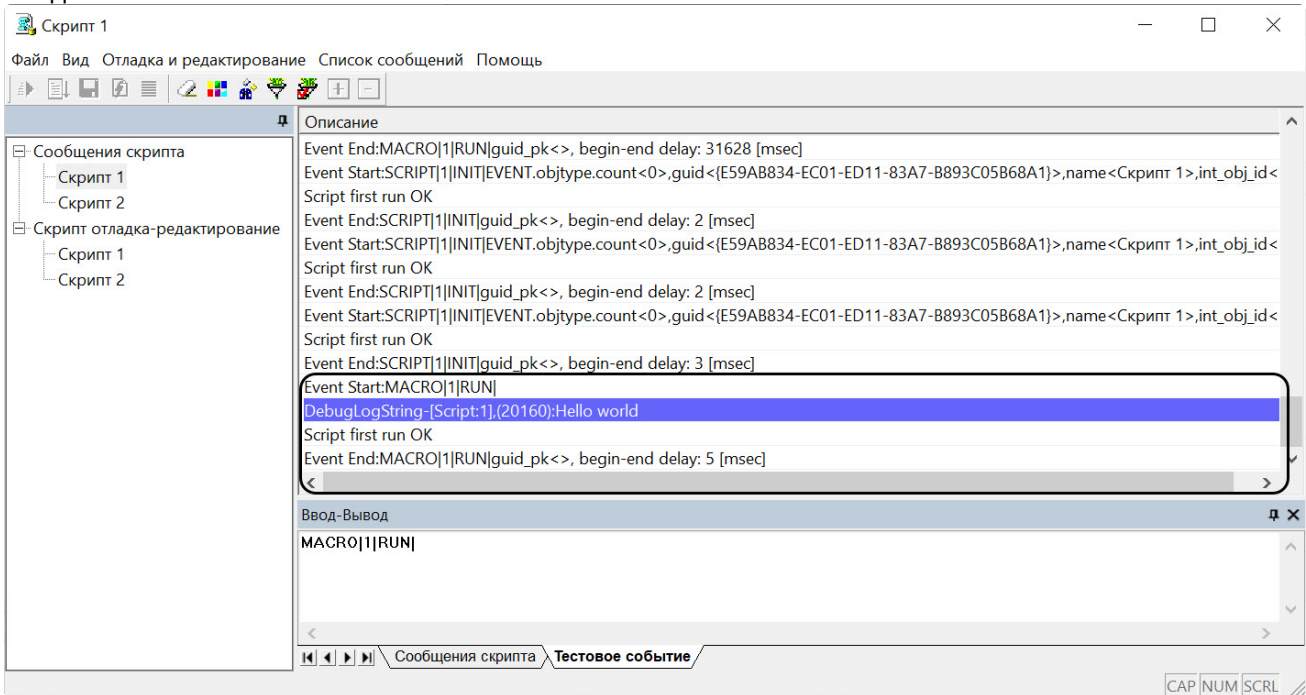 Скрипт 1
Файл Вид Отладка и редактирование Список сообщений Помощь
Описание
Сообщения скрипта
Скрипт 1
Скрипт 2
Скрипт отладка-редактирование
Скрипт 1
Скрипт 2
Event End:MACRO|1|RUN|guid_pk<>, begin-end delay: 31628 [msec]
Event Start:SCRIPT|1|INIT|EVENT.objtype.count<0>,guid<{E59AB834-EC01-ED11-83A7-B893C05B68A1}>,name<Скрипт 1>,int_obj_id<
Script first run OK
Event End:SCRIPT|1|INIT|guid_pk<>, begin-end delay: 2 [msec]
Event Start:SCRIPT|1|INIT|EVENT.objtype.count<0>,guid<{E59AB834-EC01-ED11-83A7-B893C05B68A1}>,name<Скрипт 1>,int_obj_id<
Script first run OK
Event End:SCRIPT|1|INIT|guid_pk<>, begin-end delay: 2 [msec]
Event Start:SCRIPT|1|INIT|EVENT.objtype.count<0>,guid<{E59AB834-EC01-ED11-83A7-B893C05B68A1}>,name<Скрипт 1>,int_obj_id<
Script first run OK
Event End:SCRIPT|1|INIT|guid_pk<>, begin-end delay: 3 [msec]
Event Start:MACRO|1|RUN|
DebugLogString-[Script:1],(20160):Hello world
Script first run OK
Event End:MACRO|1|RUN|guid_pk<>, begin-end delay: 5 [msec]
Ввод-Вывод
MACRO|1|RUN|
Сообщения скрипта Тестовое событие
CAP NUM SCRL